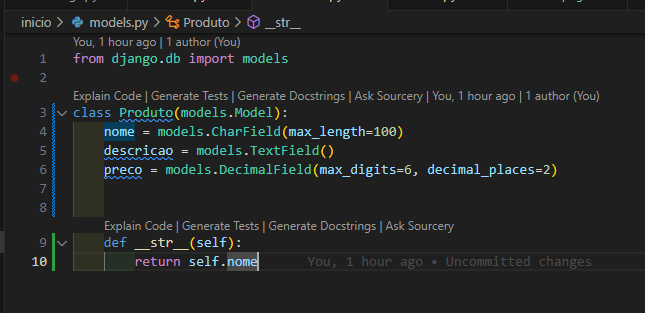 inicio > models.py > Produto > __str__
You, 1 hour ago | 1 author (You)
1 from django.db import models
2
Explain Code | Generate Tests | Generate Docstrings | Ask Sourcery | You, 1 hour ago | 1 author (You)
3 class Produto(models.Model):
4 nome = models.CharField(max_length=100)
5 descricao = models.TextField()
6 preco = models.DecimalField(max_digits=6, decimal_places=2)
7
8
Explain Code | Generate Tests | Generate Docstrings | Ask Sourcery
9 def __str__(self):
10 return self.nome You, 1 hour ago • Uncommitted changes